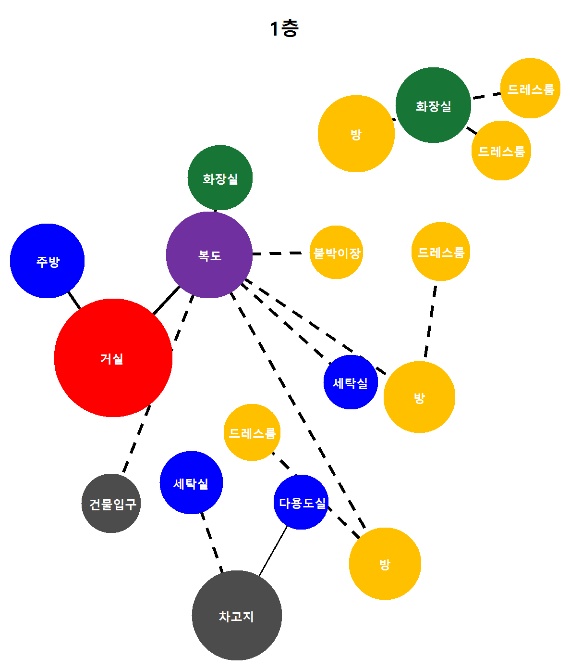 1층
드레스룸
화장실
방
드레스룸
화장실
주방
복도
붙박이장
드레스룸
거실
세탁실
방
드레스룸
세탁실
건물입구
다용도실
방
차고지